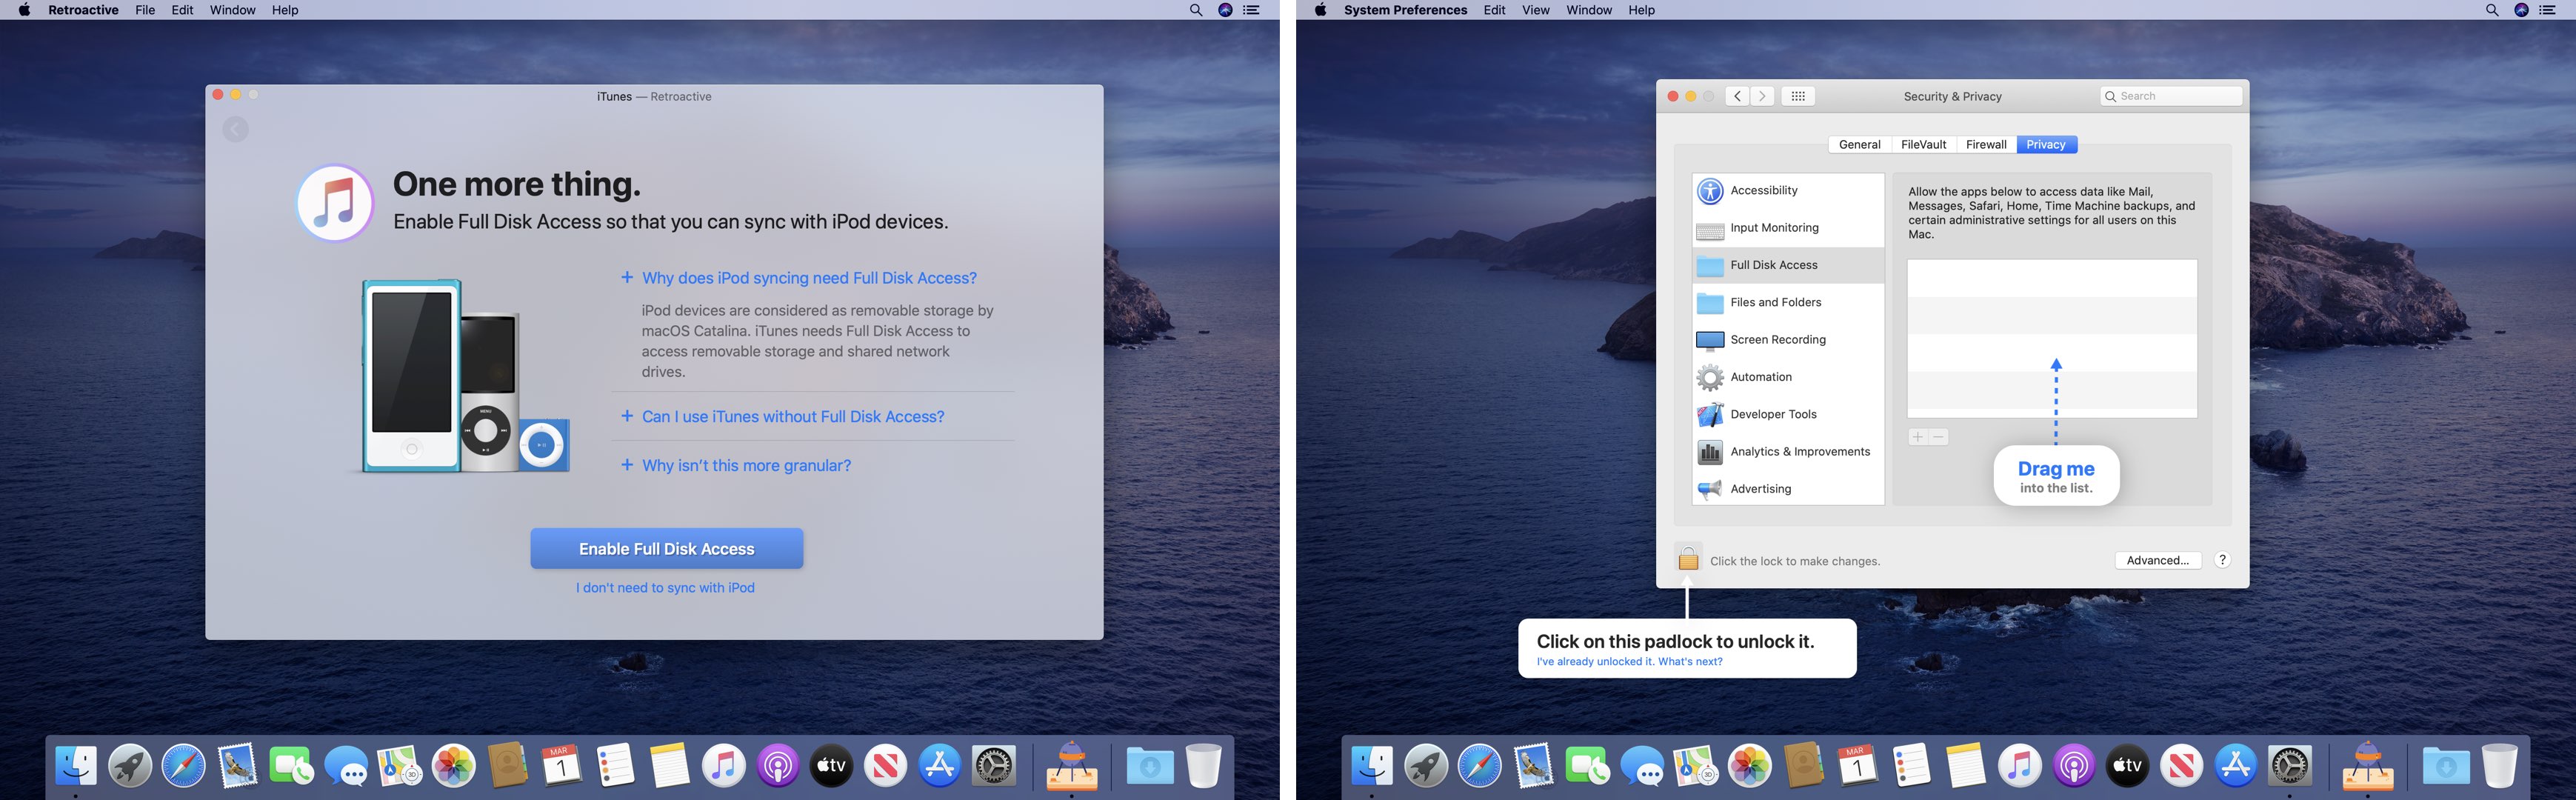 Retroactive File Edit Window Help
iTunes — Retroactive
One more thing.
Enable Full Disk Access so that you can sync with iPod devices.
+ Why does iPod syncing need Full Disk Access?
iPod devices are considered as removable storage by
macOS Catalina. iTunes needs Full Disk Access to
access removable storage and shared network
drives.
+ Can I use iTunes without Full Disk Access?
+ Why isn't this more granular?
MENU
Enable Full Disk Access
I don't need to sync with iPod
MAR
1
3D
tv
System Preferences Edit View Window Help
Security & Privacy
Search
General FileVault Firewall Privacy
Accessibility
Input Monitoring
Full Disk Access
Files and Folders
Screen Recording
Automation
Developer Tools
Analytics & Improvements
Advertising
Allow the apps below to access data like Mail,
Messages, Safari, Home, Time Machine backups, and
certain administrative settings for all users on this
Mac.
+ −
Drag me
into the list.
Click the lock to make changes.
Advanced...
?
Click on this padlock to unlock it.
I've already unlocked it. What's next?
MAR
1
3D
tv